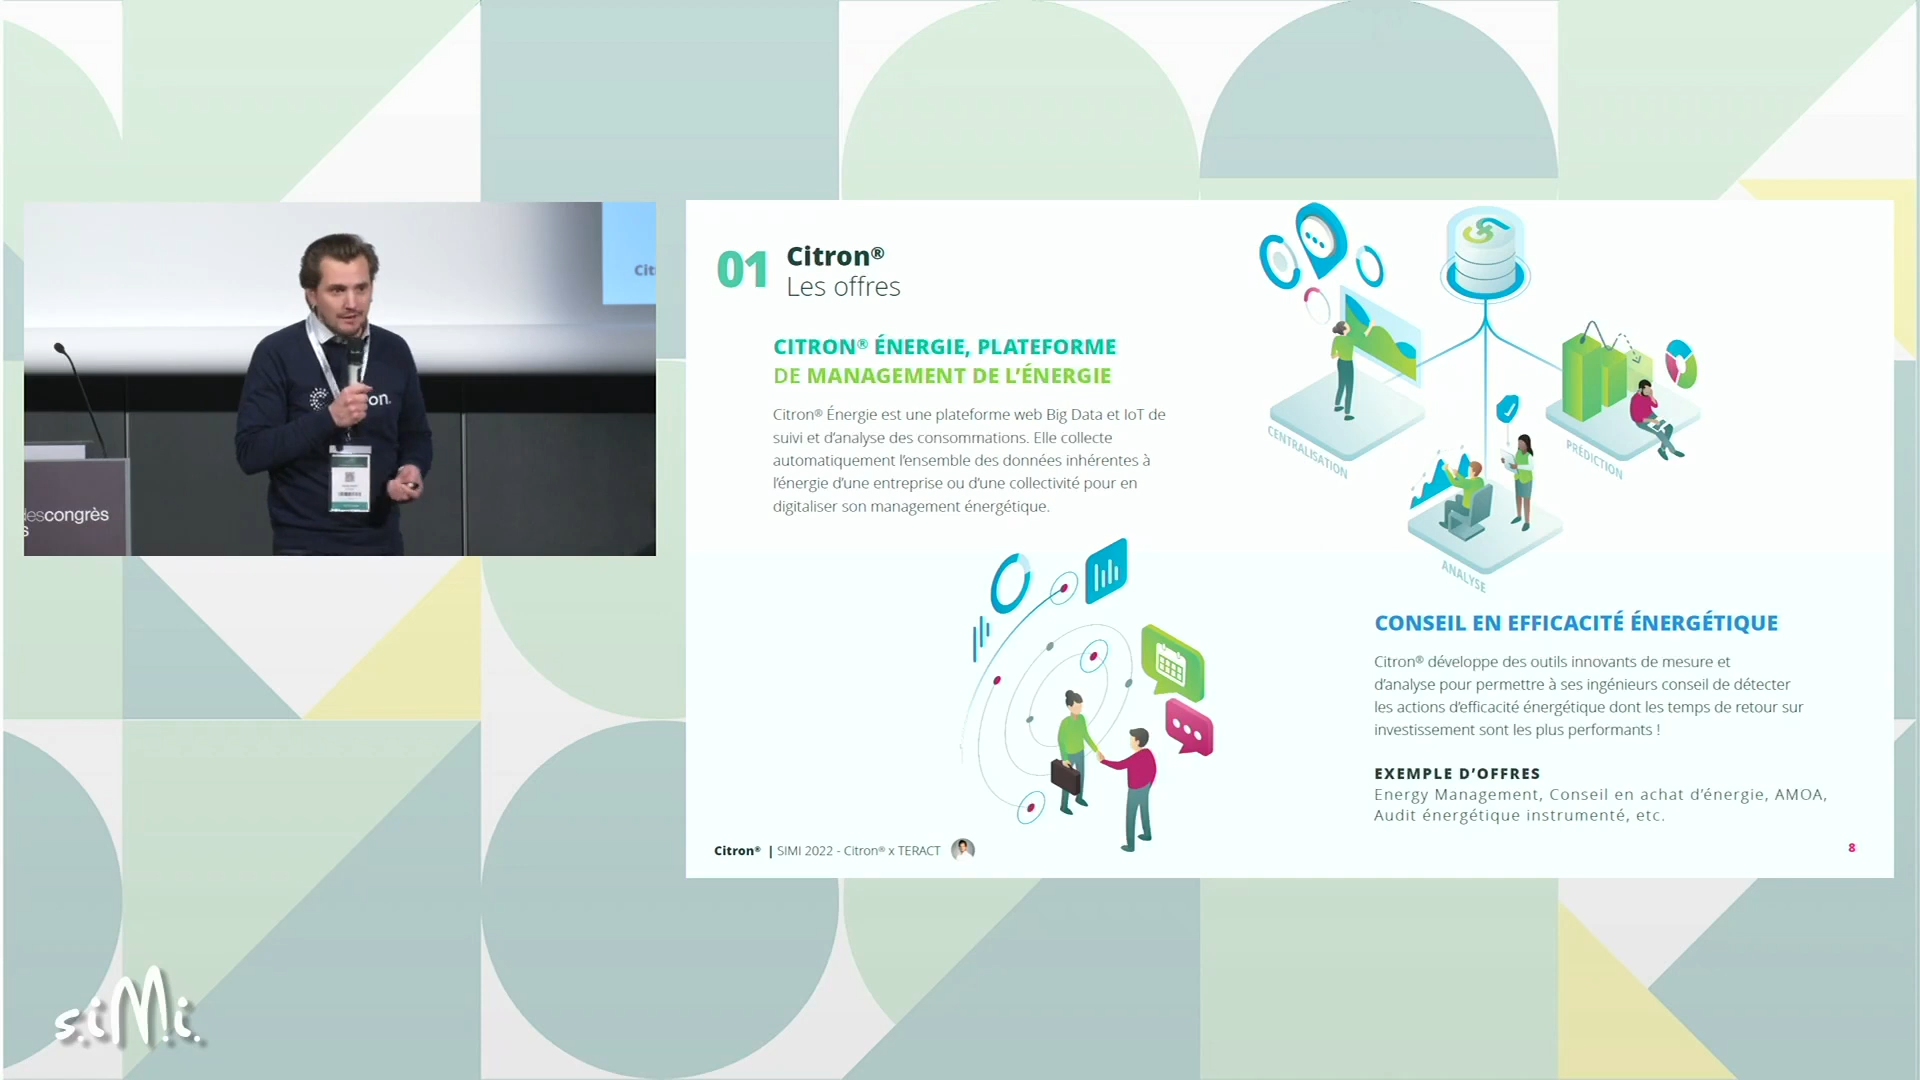 Cit
on.
descongrès
s
01
Citron®
Les offres
CITRON® ÉNERGIE, PLATEFORME
DE MANAGEMENT DE L'ÉNERGIE
Citron® Énergie est une plateforme web Big Data et IoT de
suivi et d'analyse des consommations. Elle collecte
automatiquement l'ensemble des données inhérentes à
l'énergie d'une entreprise ou d'une collectivité pour en
digitaliser son management énergétique.
CENTRALISATION
PRÉDICTION
ANALYSE
CONSEIL EN EFFICACITÉ ÉNERGÉTIQUE
Citron® développe des outils innovants de mesure et
d'analyse pour permettre à ses ingénieurs conseil de détecter
les actions d'efficacité énergétique dont les temps de retour sur
investissement sont les plus performants !
EXEMPLE D'OFFRES
Energy Management, Conseil en achat d'énergie, AMOA,
Audit énergétique instrumenté, etc.
Citron® | SIMI 2022 - Citron® x TERACT
8
s.iMi.